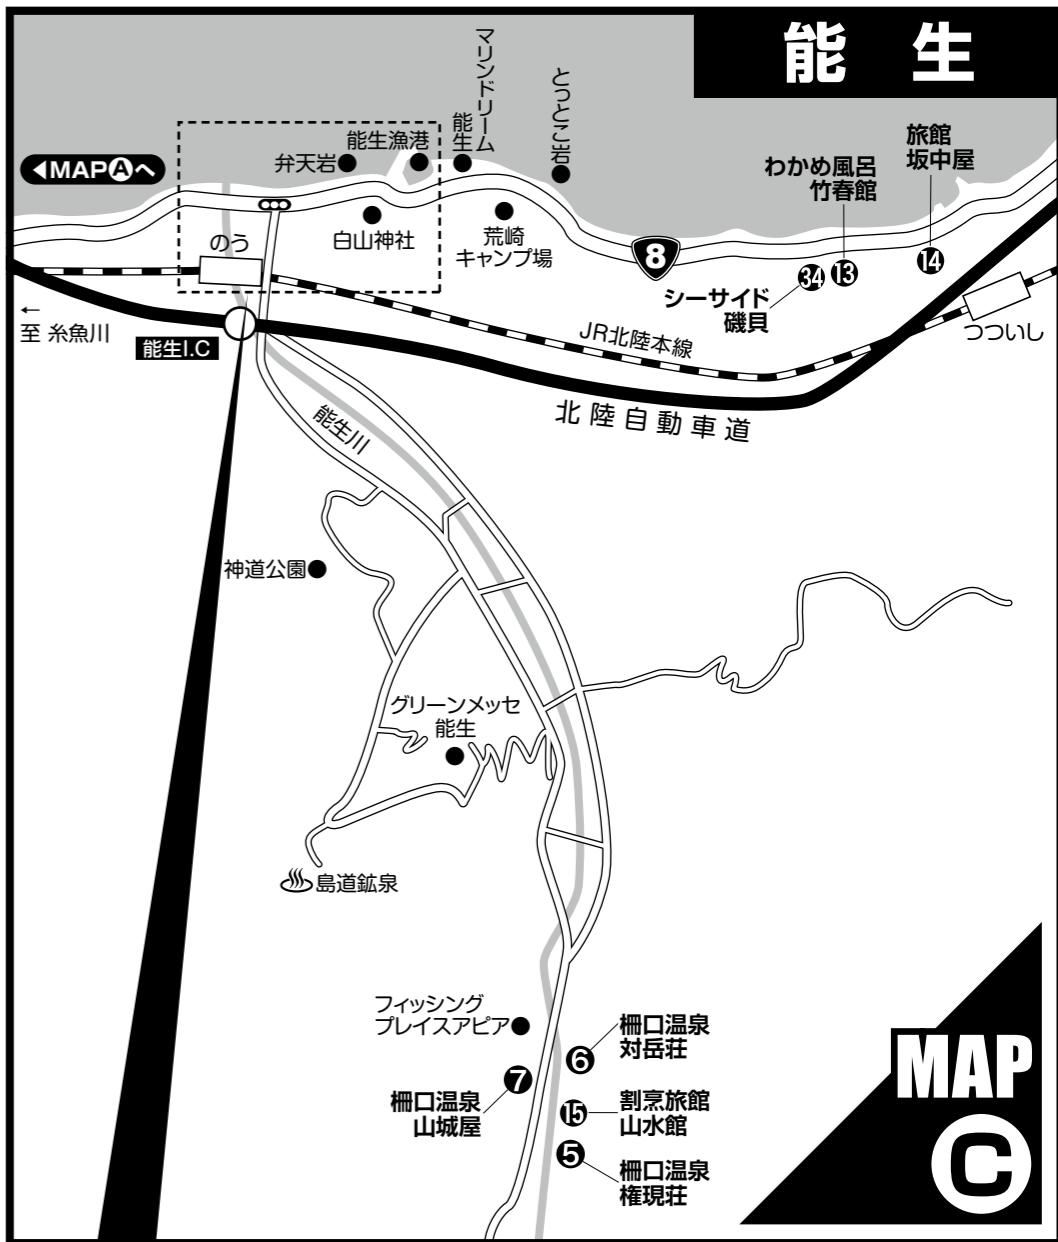 能 生
マリンドリーム
能生
とっとこ岩
能生漁港
弁天岩
◀MAPAへ
旅館
坂中屋
わかめ風呂
竹春館
のう
白山神社
荒崎
キャンプ場
8
34
13
14
シーサイド
磯貝
←
至 糸魚川
能生I.C
JR北陸本線
つついし
北陸自動車道
能生川
神道公園
グリーンメッセ
能生
島道鉱泉
フィッシング
プレイスアピア
6
柵口温泉
対岳荘
7
柵口温泉
山城屋
15
割烹旅館
山水館
5
柵口温泉
権現荘
MAP
C